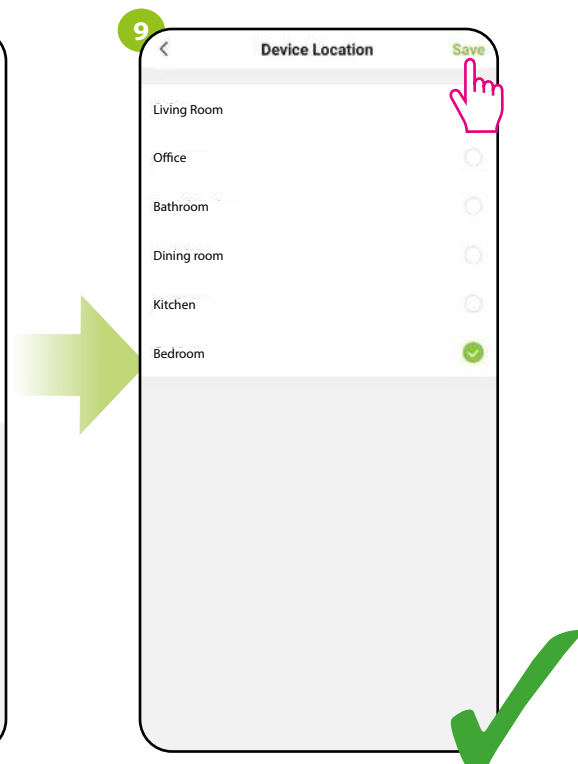 9
Device Location
Save
Living Room
Office
Bathroom
Dining room
Kitchen
Bedroom